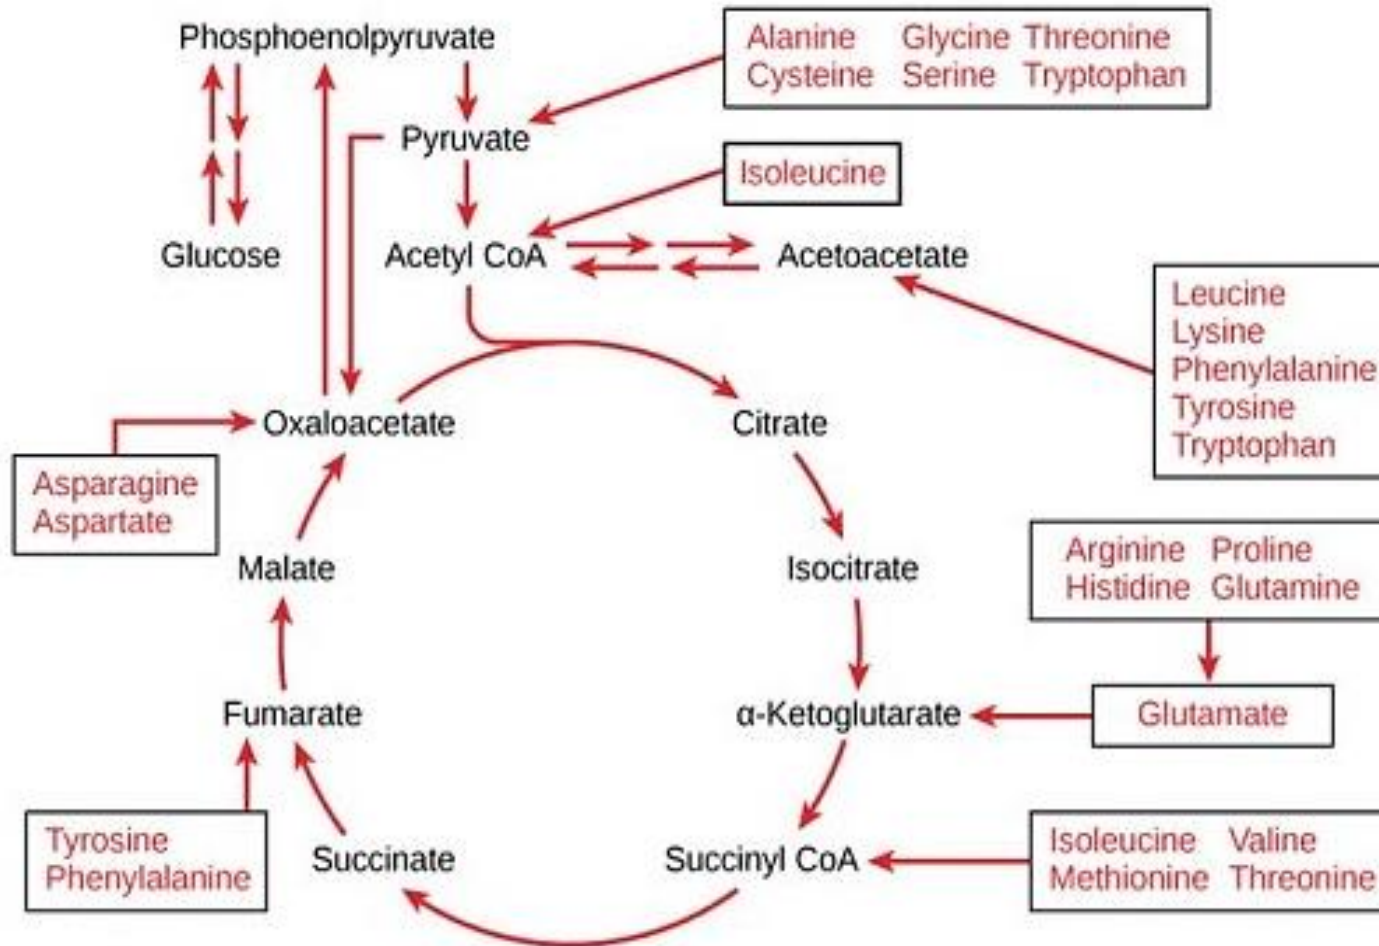 Phosphoenolpyruvate
Alanine Glycine Threonine
Cysteine Serine Tryptophan
Pyruvate
Isoleucine
Glucose
Acetyl CoA
Acetoacetate
Leucine
Lysine
Phenylalanine
Tyrosine
Tryptophan
Oxaloacetate
Citrate
Asparagine
Aspartate
Arginine Proline
Histidine Glutamine
Malate
Isocitrate
Fumarate
α-Ketoglutarate
Glutamate
Tyrosine
Phenylalanine
Succinate
Succinyl CoA
Isoleucine Valine
Methionine Threonine